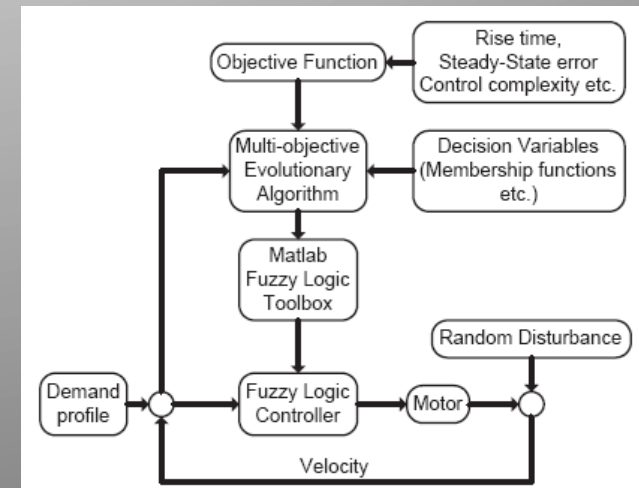 Rise time,
Steady-State error
Control complexity etc.
Objective Function
Multi-objective
Evolutionary
Algorithm
Decision Variables
(Membership functions
etc.)
Matlab
Fuzzy Logic
Toolbox
Random Disturbance
Demand
profile
Fuzzy Logic
Controller
Motor
Velocity